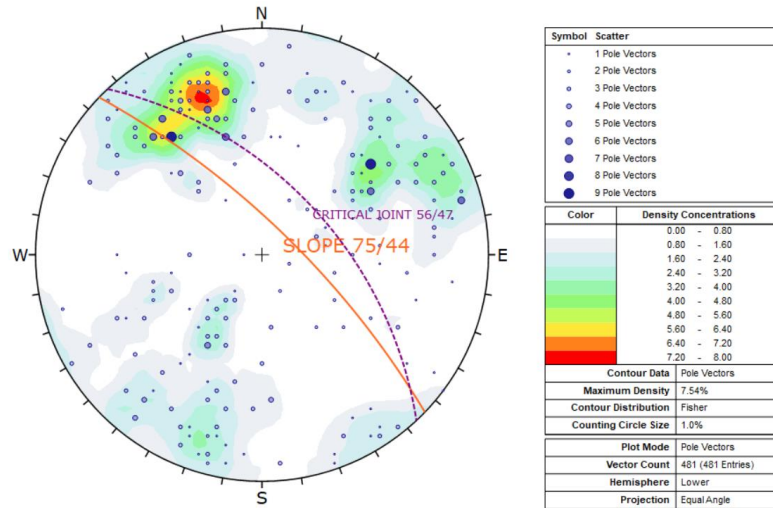 N
W
E
S
CRITICAL JOINT 56/47
SLOPE 75/44
Symbol Scatter
1 Pole Vectors
2 Pole Vectors
3 Pole Vectors
4 Pole Vectors
5 Pole Vectors
6 Pole Vectors
7 Pole Vectors
8 Pole Vectors
9 Pole Vectors
Color Density Concentrations
0.00 - 0.80
0.80 - 1.60
1.60 - 2.40
2.40 - 3.20
3.20 - 4.00
4.00 - 4.80
4.80 - 5.60
5.60 - 6.40
6.40 - 7.20
7.20 - 8.00
Contour Data Pole Vectors
Maximum Density 7.54%
Contour Distribution Fisher
Counting Circle Size 1.0%
Plot Mode Pole Vectors
Vector Count 481 (481 Entries)
Hemisphere Lower
Projection Equal Angle